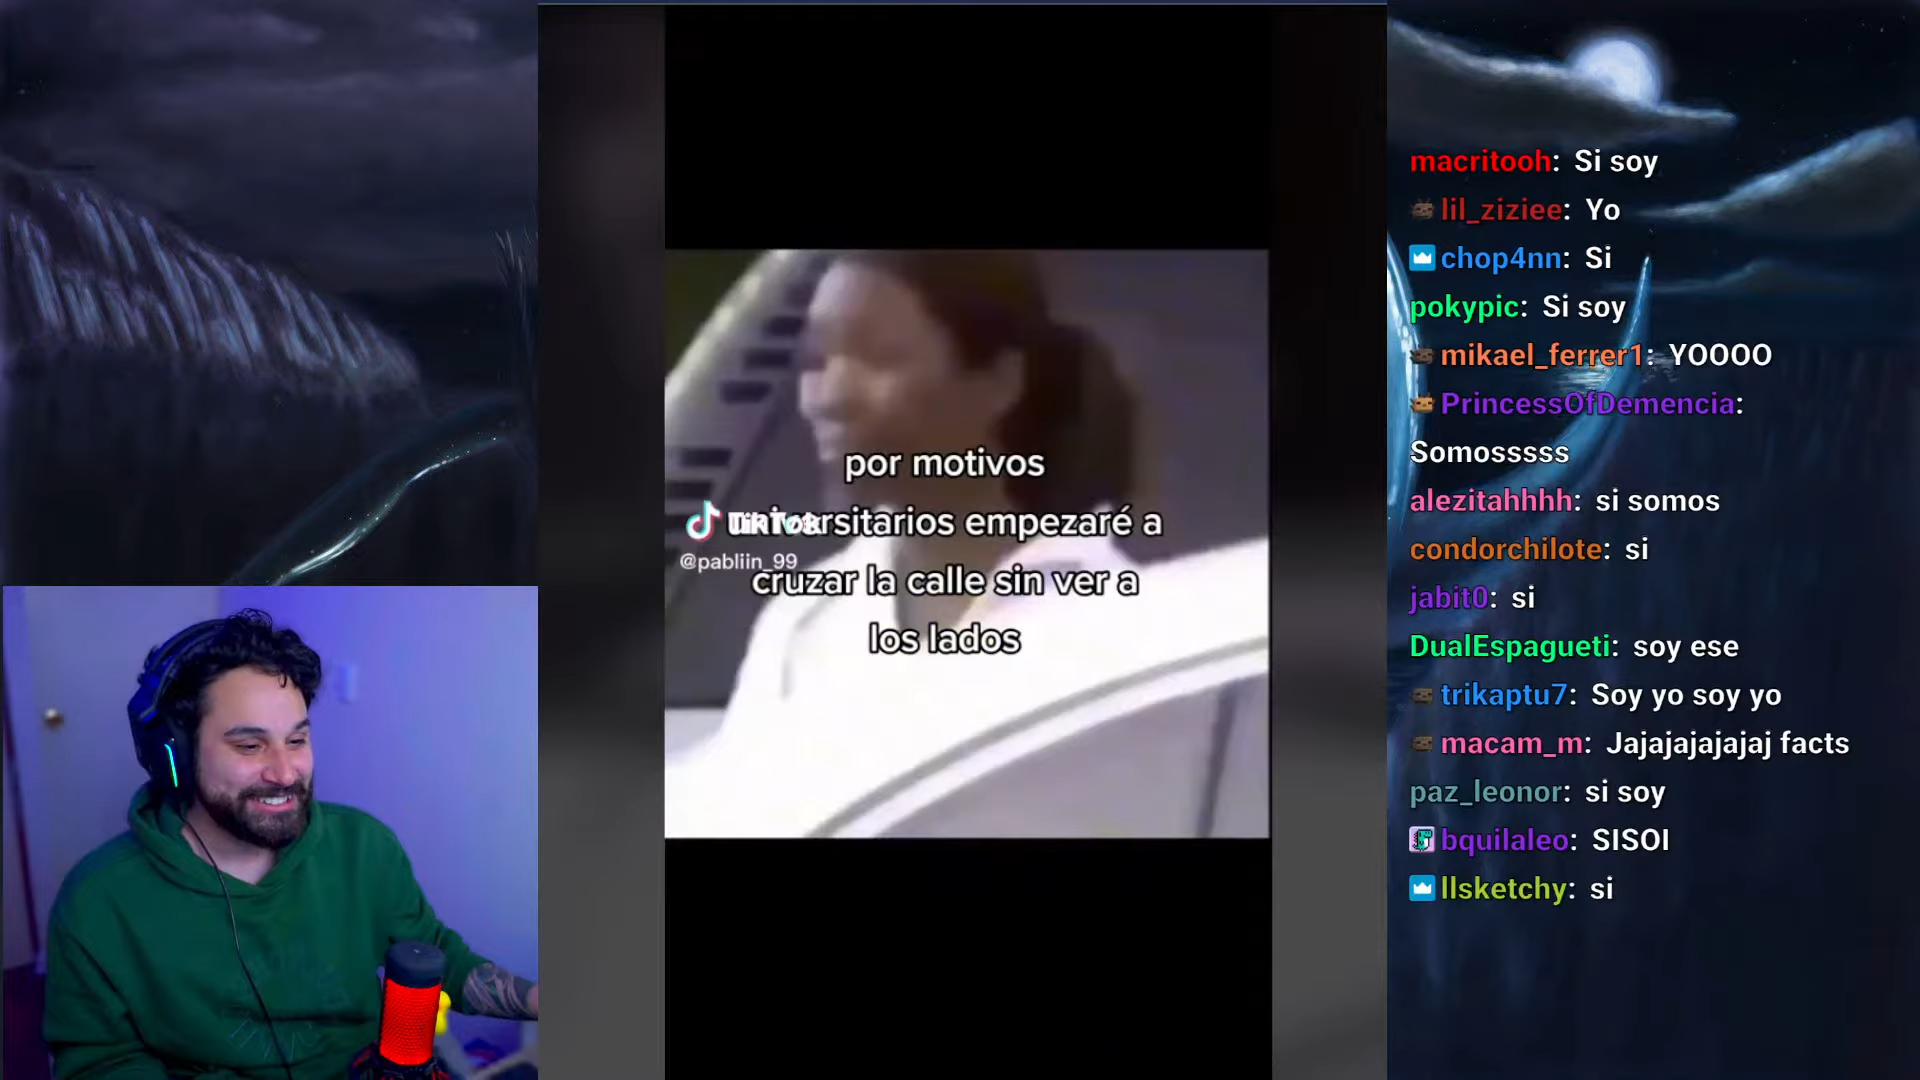 por motivos
universitarios empezaré a
cruzar la calle sin ver a
los lados
TikTok
@pabliin_99
macritooh: Si soy
lil_ziziee: Yo
chop4nn: Si
pokypic: Si soy
mikael_ferrer1: YOOOO
PrincessOfDemencia:
Somosssss
alezitahhhh: si somos
condorchilote: si
jabit0: si
DualEspagueti: soy ese
trikaptu7: Soy yo soy yo
macam_m: Jajajajajajaj facts
paz_leonor: si soy
bquilaleo: SISOI
llsketchy: si